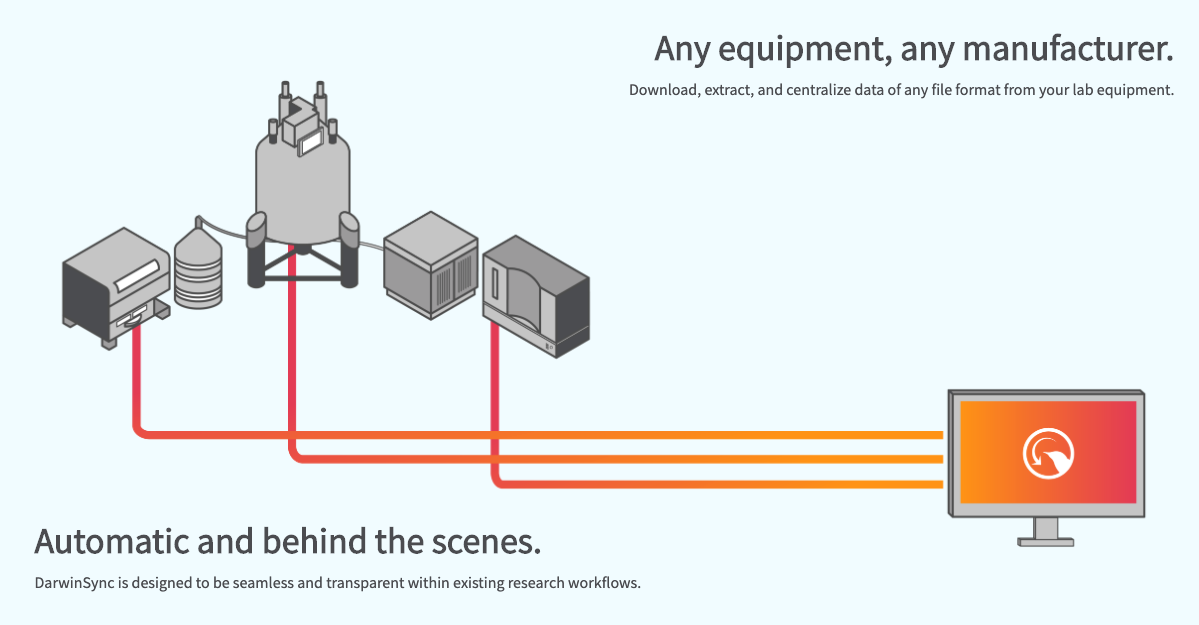 Any equipment, any manufacturer.
Download, extract, and centralize data of any file format from your lab equipment.
Automatic and behind the scenes.
DarwinSync is designed to be seamless and transparent within existing research workflows.